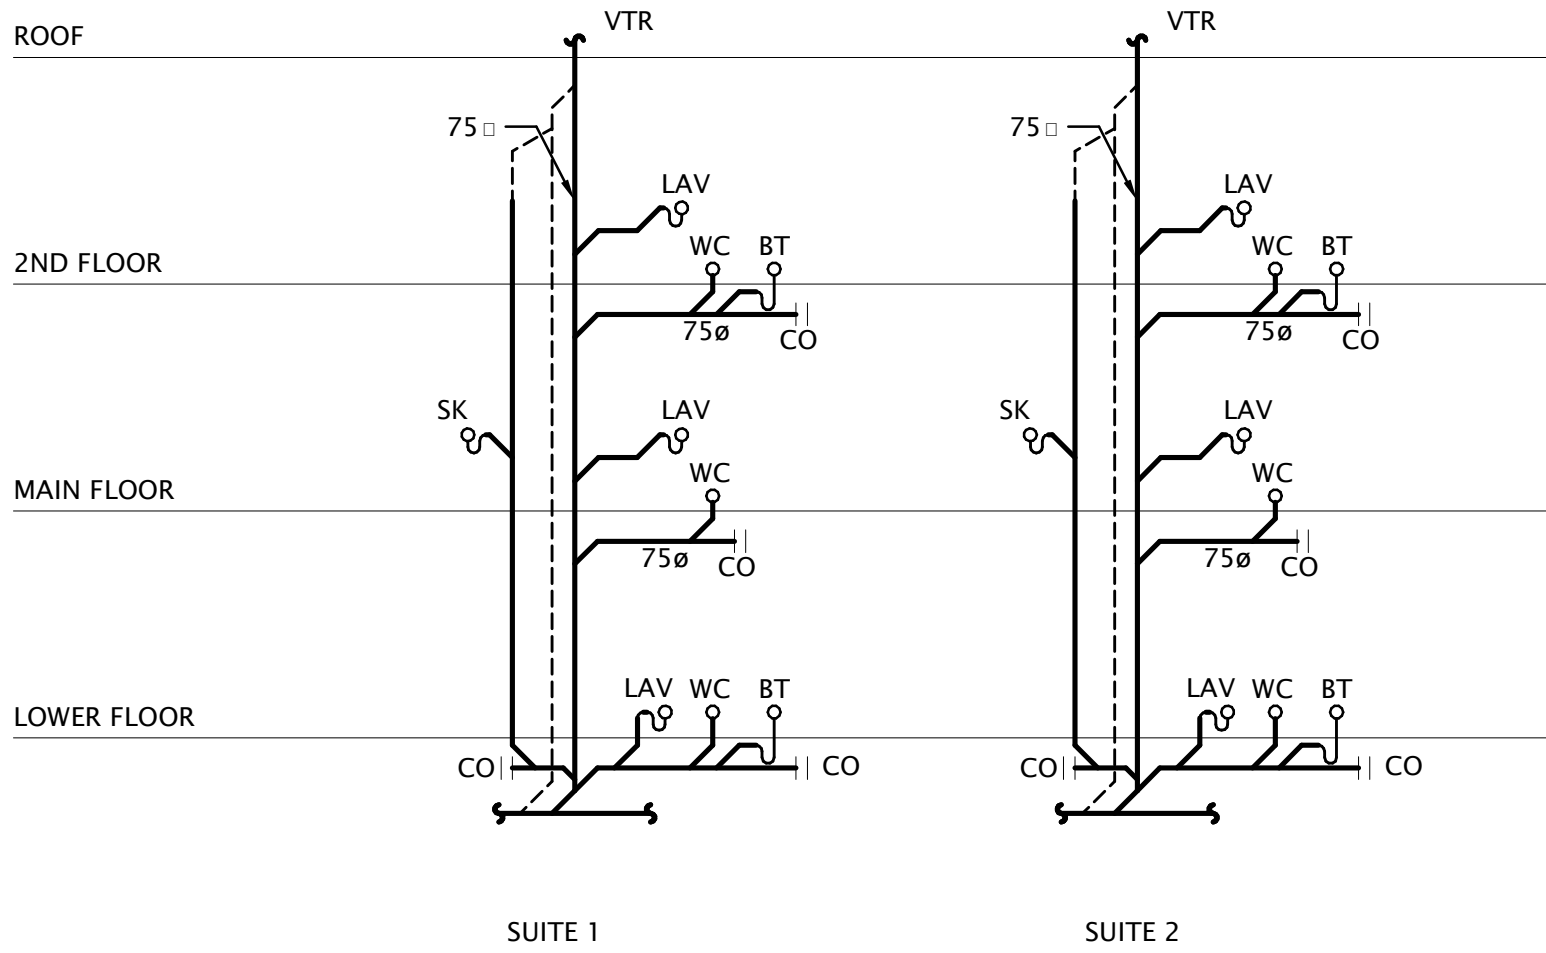 VTR VTR
ROOF
75 □ 75 □
LAV LAV
WC BT WC BT
2ND FLOOR
75ø 75ø
CO CO
SK LAV SK LAV
WC WC
MAIN FLOOR
75ø 75ø
CO CO
LAV WC BT LAV WC BT
LOWER FLOOR
CO CO CO CO
SUITE 1 SUITE 2